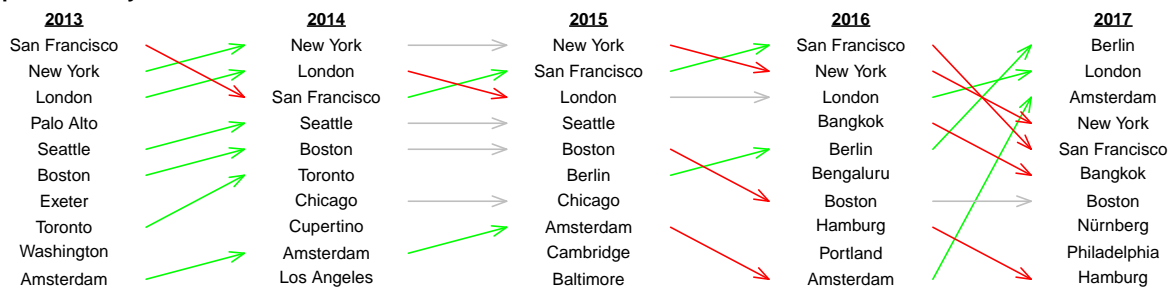 2013 2014 2015 2016 2017
San Francisco New York New York San Francisco Berlin
New York London San Francisco New York London
London San Francisco London London Amsterdam
Palo Alto Seattle Seattle Bangkok New York
Seattle Boston Boston Berlin San Francisco
Boston Toronto Berlin Bengaluru Bangkok
Exeter Chicago Chicago Boston Boston
Toronto Cupertino Amsterdam Hamburg Nürnberg
Washington Amsterdam Cambridge Portland Philadelphia
Amsterdam Los Angeles Baltimore Amsterdam Hamburg